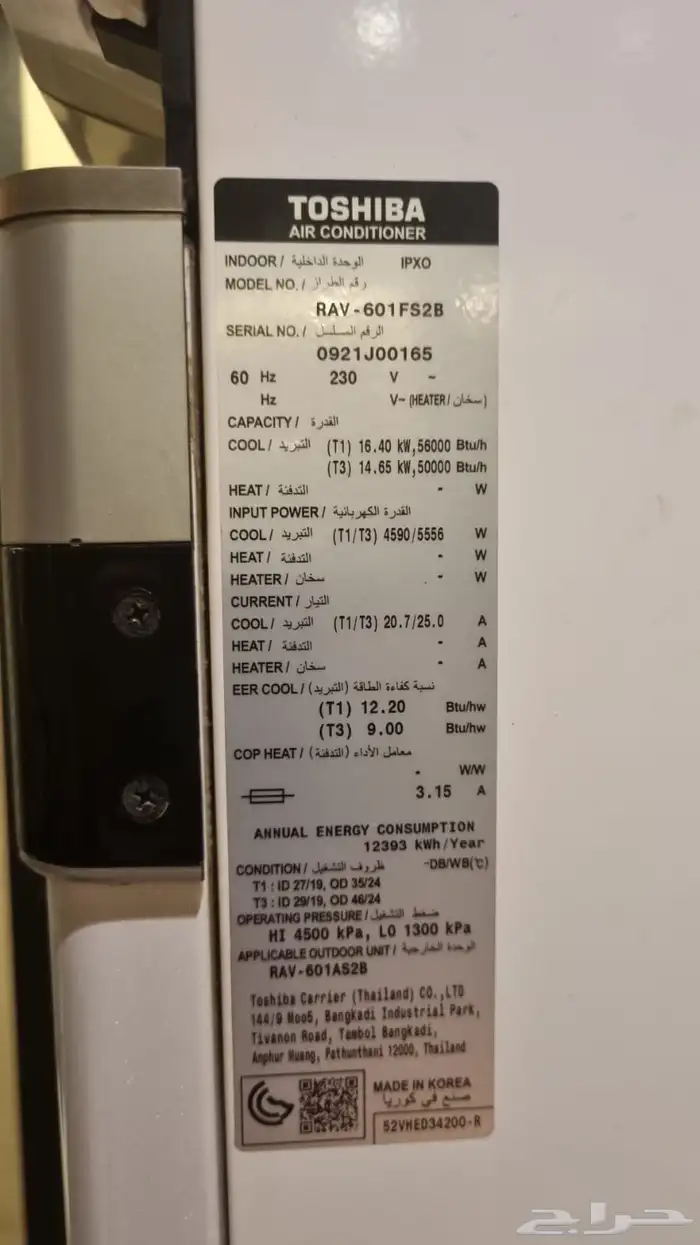 TOSHIBA
AIR CONDITIONER
INDOOR / الوحدة الداخلية IPXO
MODEL NO. / رقم الطراز
RAV-601FS2B
SERIAL NO. / الرقم المسلسل
0921J00165
60 Hz 230 V ~
Hz V~ (HEATER / سخان)
CAPACITY / القدرة
COOL / التبريد (T1) 16.40 kW,56000 Btu/h
(T3) 14.65 kW,50000 Btu/h
HEAT / التدفئة - W
INPUT POWER / القدرة الكهربائية
COOL / التبريد (T1/T3) 4590/5556 W
HEAT / التدفئة - W
HEATER / سخان - W
CURRENT / التيار
COOL / التبريد (T1/T3) 20.7/25.0 A
HEAT / التدفئة - A
HEATER / سخان - A
EER COOL / نسبة كفاءة الطاقة (التبريد)
(T1) 12.20 Btu/hw
(T3) 9.00 Btu/hw
COP HEAT / معامل الأداء (التدفئة)
- W/W
3.15 A
ANNUAL ENERGY CONSUMPTION
12393 kWh/Year
CONDITION / ظروف التشغيل -DB/WB(℃)
T1 : ID 27/19, OD 35/24
T3 : ID 29/19, OD 46/24
OPERATING PRESSURE / ضغط التشغيل
HI 4500 kPa, LO 1300 kPa
APPLICABLE OUTDOOR UNIT / الوحدة الخارجية
RAV-601AS2B
Toshiba Carrier (Thailand) CO.,LTD
144/9 Moo5, Bangkadi Industrial Park,
Tivanon Road, Tambol Bangkadi,
Amphur Muang, Pathunthani 12000, Thailand
MADE IN KOREA
صنع في كوريا
52VHED34200-R
حراج